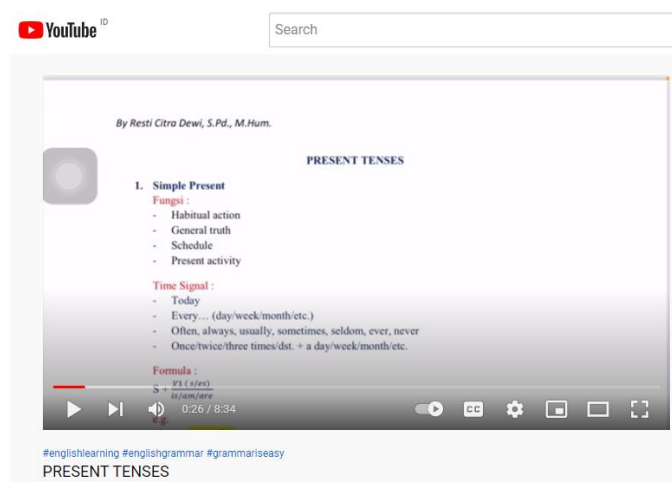 YouTube ID
Search
By Resti Citra Dewi, S.Pd., M.Hum.
PRESENT TENSES
1. Simple Present
Fungsi :
- Habitual action
- General truth
- Schedule
- Present activity
Time Signal :
- Today
- Every… (day/week/month/etc.)
- Often, always, usually, sometimes, seldom, ever, never
- Once/twice/three times/dst. + a day/week/month/etc.
Formula :
S + V1 (s/es)
is/am/are
e.g.
0:26 / 8:34
CC
#englishlearning #englishgrammar #grammariseasy
PRESENT TENSES